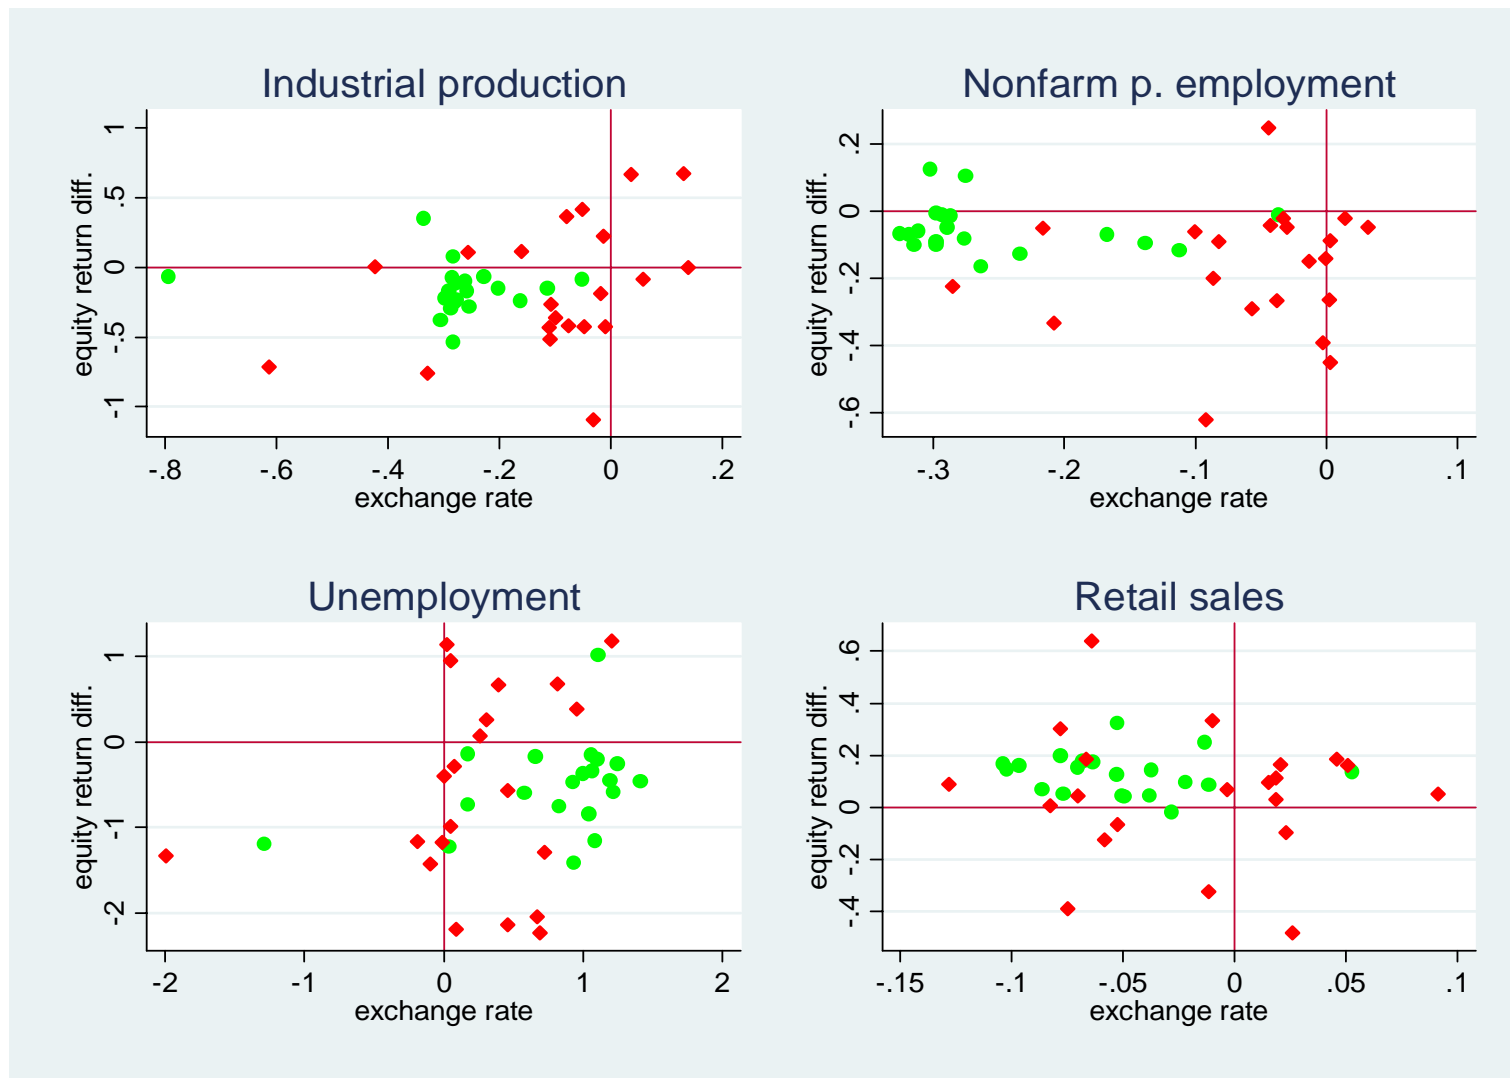 Industrial production
equity return diff.
1
.5
0
-.5
-1
-.8 -.6 -.4 -.2 0 .2
exchange rate
Nonfarm p. employment
equity return diff.
.2
0
-.2
-.4
-.6
-.3 -.2 -.1 0 .1
exchange rate
Unemployment
equity return diff.
1
0
-1
-2
-2 -1 0 1 2
exchange rate
Retail sales
equity return diff.
.6
.4
.2
0
-.2
-.4
-.15 -.1 -.05 0 .05 .1
exchange rate